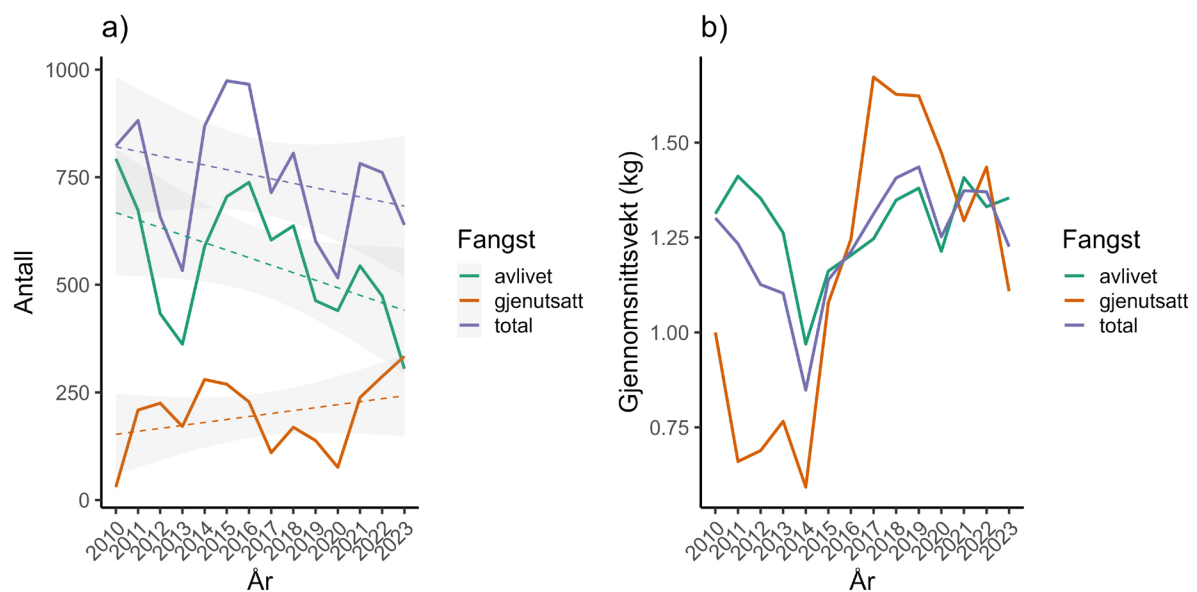 a)
Antall
1000
750
500
250
0
2010
2011
2012
2013
2014
2015
2016
2017
2018
2019
2020
2021
2022
2023
År
Fangst
avlivet
gjenutsatt
total
b)
Gjennomsnittsvekt (kg)
1.50
1.25
1.00
0.75
2010
2011
2012
2013
2014
2015
2016
2017
2018
2019
2020
2021
2022
2023
År
Fangst
avlivet
gjenutsatt
total